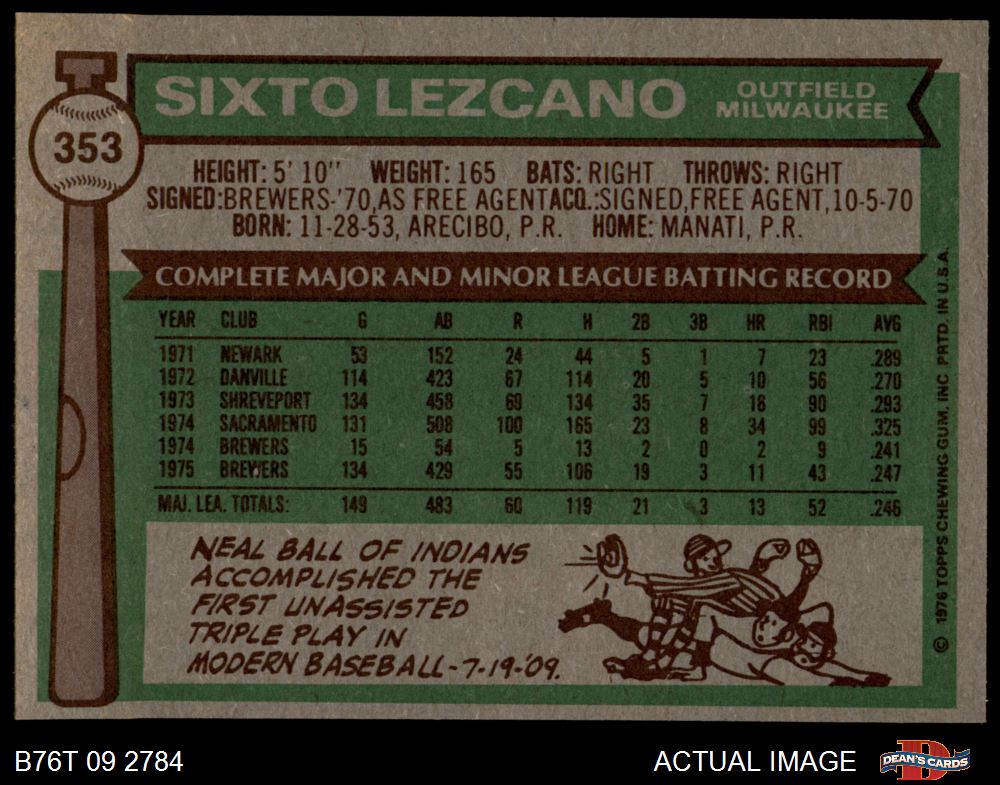 SIXTO LEZCANO
OUTFIELD
MILWAUKEE
353
HEIGHT: 5' 10" WEIGHT: 165 BATS: RIGHT THROWS: RIGHT
SIGNED:BREWERS-'70,AS FREE AGENTACQ.:SIGNED,FREE AGENT,10-5-70
BORN: 11-28-53, ARECIBO, P.R. HOME: MANATI, P.R.
COMPLETE MAJOR AND MINOR LEAGUE BATTING RECORD
YEAR CLUB G AB R H 2B 3B HR RBI AVG
1971 NEWARK 53 152 24 44 5 1 7 23 .289
1972 DANVILLE 114 423 67 114 20 5 10 56 .270
1973 SHREVEPORT 134 458 69 134 35 7 18 90 .293
1974 SACRAMENTO 131 508 100 165 23 8 34 99 .325
1974 BREWERS 15 54 5 13 2 0 2 9 .241
1975 BREWERS 134 429 55 106 19 3 11 43 .247
MAJ. LEA. TOTALS: 149 483 60 119 21 3 13 52 .246
NEAL BALL OF INDIANS
ACCOMPLISHED THE
FIRST UNASSISTED
TRIPLE PLAY IN
MODERN BASEBALL-7-19-'09.
© 1976 TOPPS CHEWING GUM, INC. PRTD. IN U.S.A.
B76T 09 2784
ACTUAL IMAGE
DEAN'S CARDS